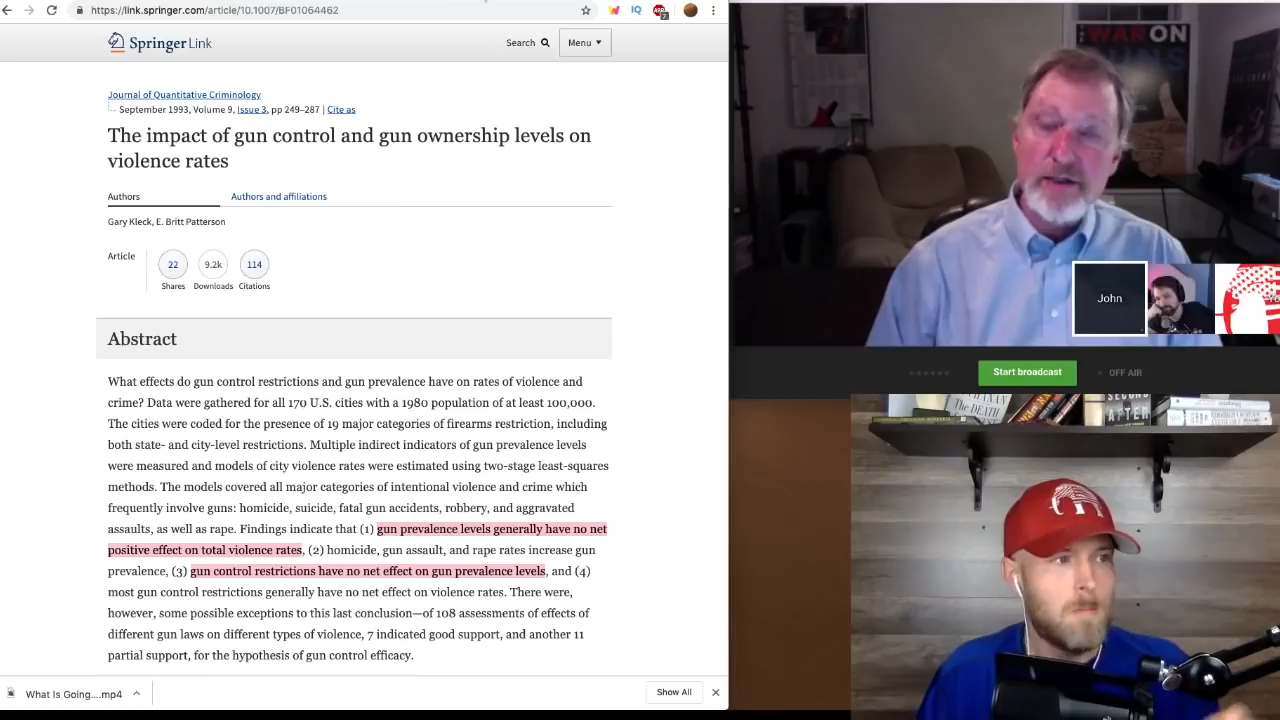 https://link.springer.com/article/10.1007/BF01064462
Springer Link
Search
Menu
Journal of Quantitative Criminology
September 1993, Volume 9, Issue 3, pp 249–287 | Cite as
The impact of gun control and gun ownership levels on
violence rates
Authors
Authors and affiliations
Gary Kleck, E. Britt Patterson
Article
22
9.2k
114
Shares
Downloads
Citations
Abstract
What effects do gun control restrictions and gun prevalence have on rates of violence and
crime? Data were gathered for all 170 U.S. cities with a 1980 population of at least 100,000.
The cities were coded for the presence of 19 major categories of firearms restriction, including
both state- and city-level restrictions. Multiple indirect indicators of gun prevalence levels
were measured and models of city violence rates were estimated using two-stage least-squares
methods. The models covered all major categories of intentional violence and crime which
frequently involve guns: homicide, suicide, fatal gun accidents, robbery, and aggravated
assaults, as well as rape. Findings indicate that (1) gun prevalence levels generally have no net
positive effect on total violence rates, (2) homicide, gun assault, and rape rates increase gun
prevalence, (3) gun control restrictions have no net effect on gun prevalence levels, and (4)
most gun control restrictions generally have no net effect on violence rates. There were,
however, some possible exceptions to this last conclusion—of 108 assessments of effects of
different gun laws on different types of violence, 7 indicated good support, and another 11
partial support, for the hypothesis of gun control efficacy.
What Is Going....mp4
Show All
WAR ON
GUNS
John
Start broadcast
OFF AIR
The DEATH
SECOND
AFTER